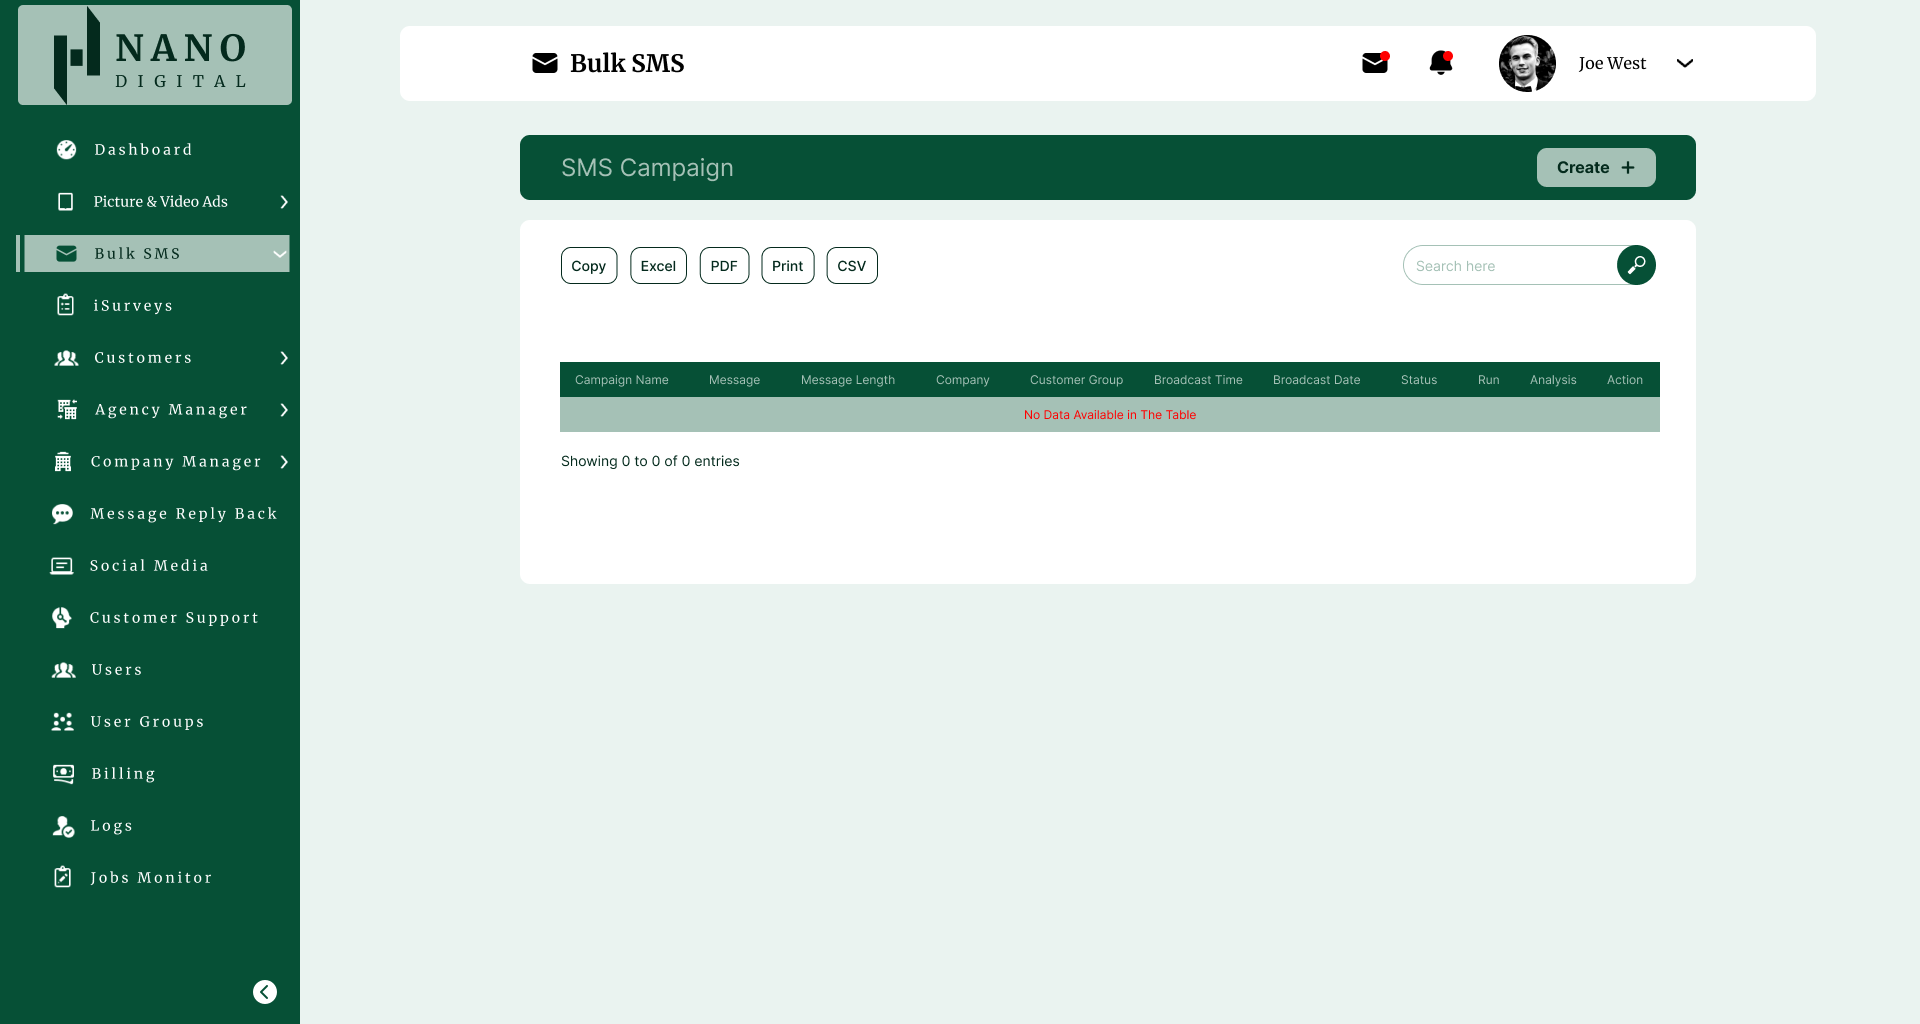 NANO
DIGITAL
Dashboard
Picture & Video Ads
Bulk SMS
iSurveys
Customers
Agency Manager
Company Manager
Message Reply Back
Social Media
Customer Support
Users
User Groups
Billing
Logs
Jobs Monitor
Bulk SMS
Joe West
SMS Campaign
Create +
Copy Excel PDF Print CSV
Search here
Campaign Name Message Message Length Company Customer Group Broadcast Time Broadcast Date Status Run Analysis Action
No Data Available in The Table
Showing 0 to 0 of 0 entries